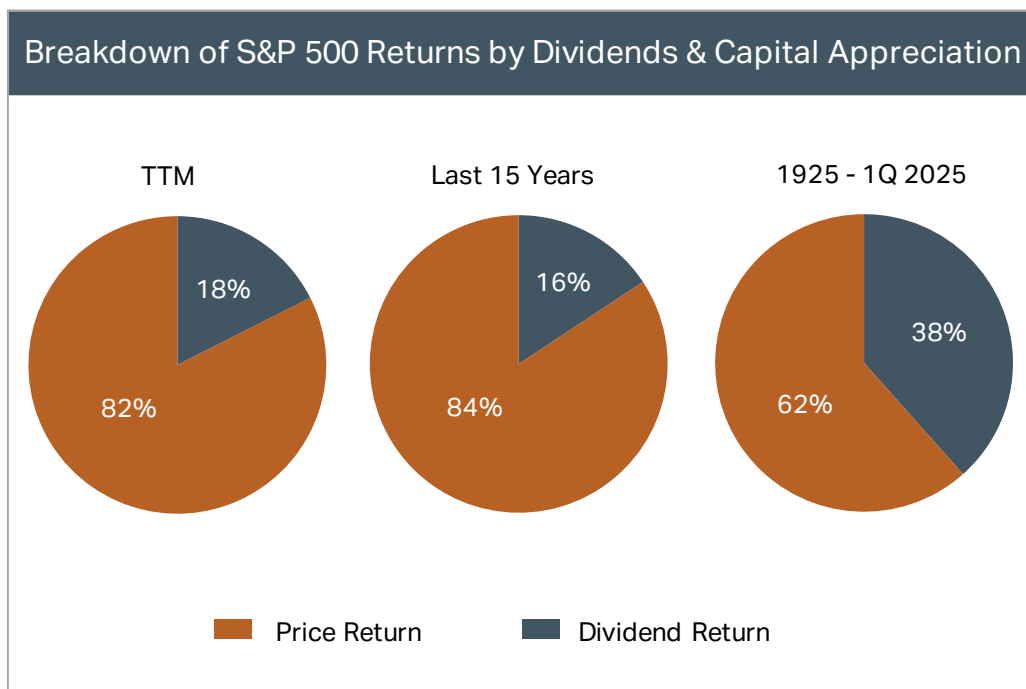 Breakdown of S&P 500 Returns by Dividends & Capital Appreciation
TTM
18%
82%
Last 15 Years
16%
84%
1925 - 1Q 2025
38%
62%
Price Return
Dividend Return